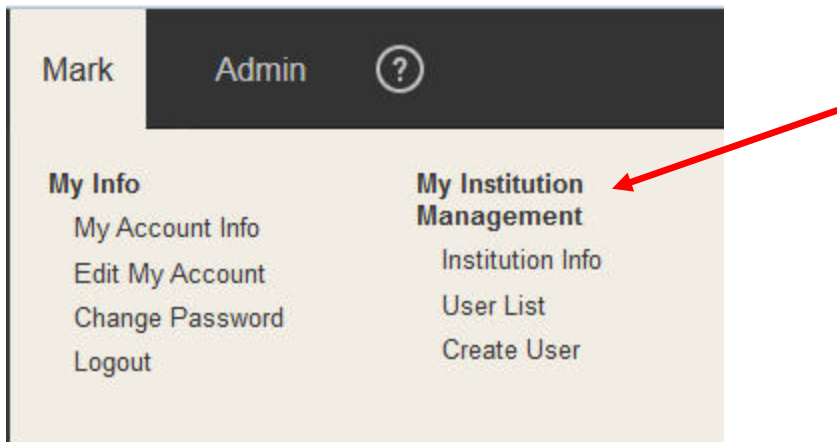 Mark Admin ?
My Info
My Account Info
Edit My Account
Change Password
Logout
My Institution
Management
Institution Info
User List
Create User